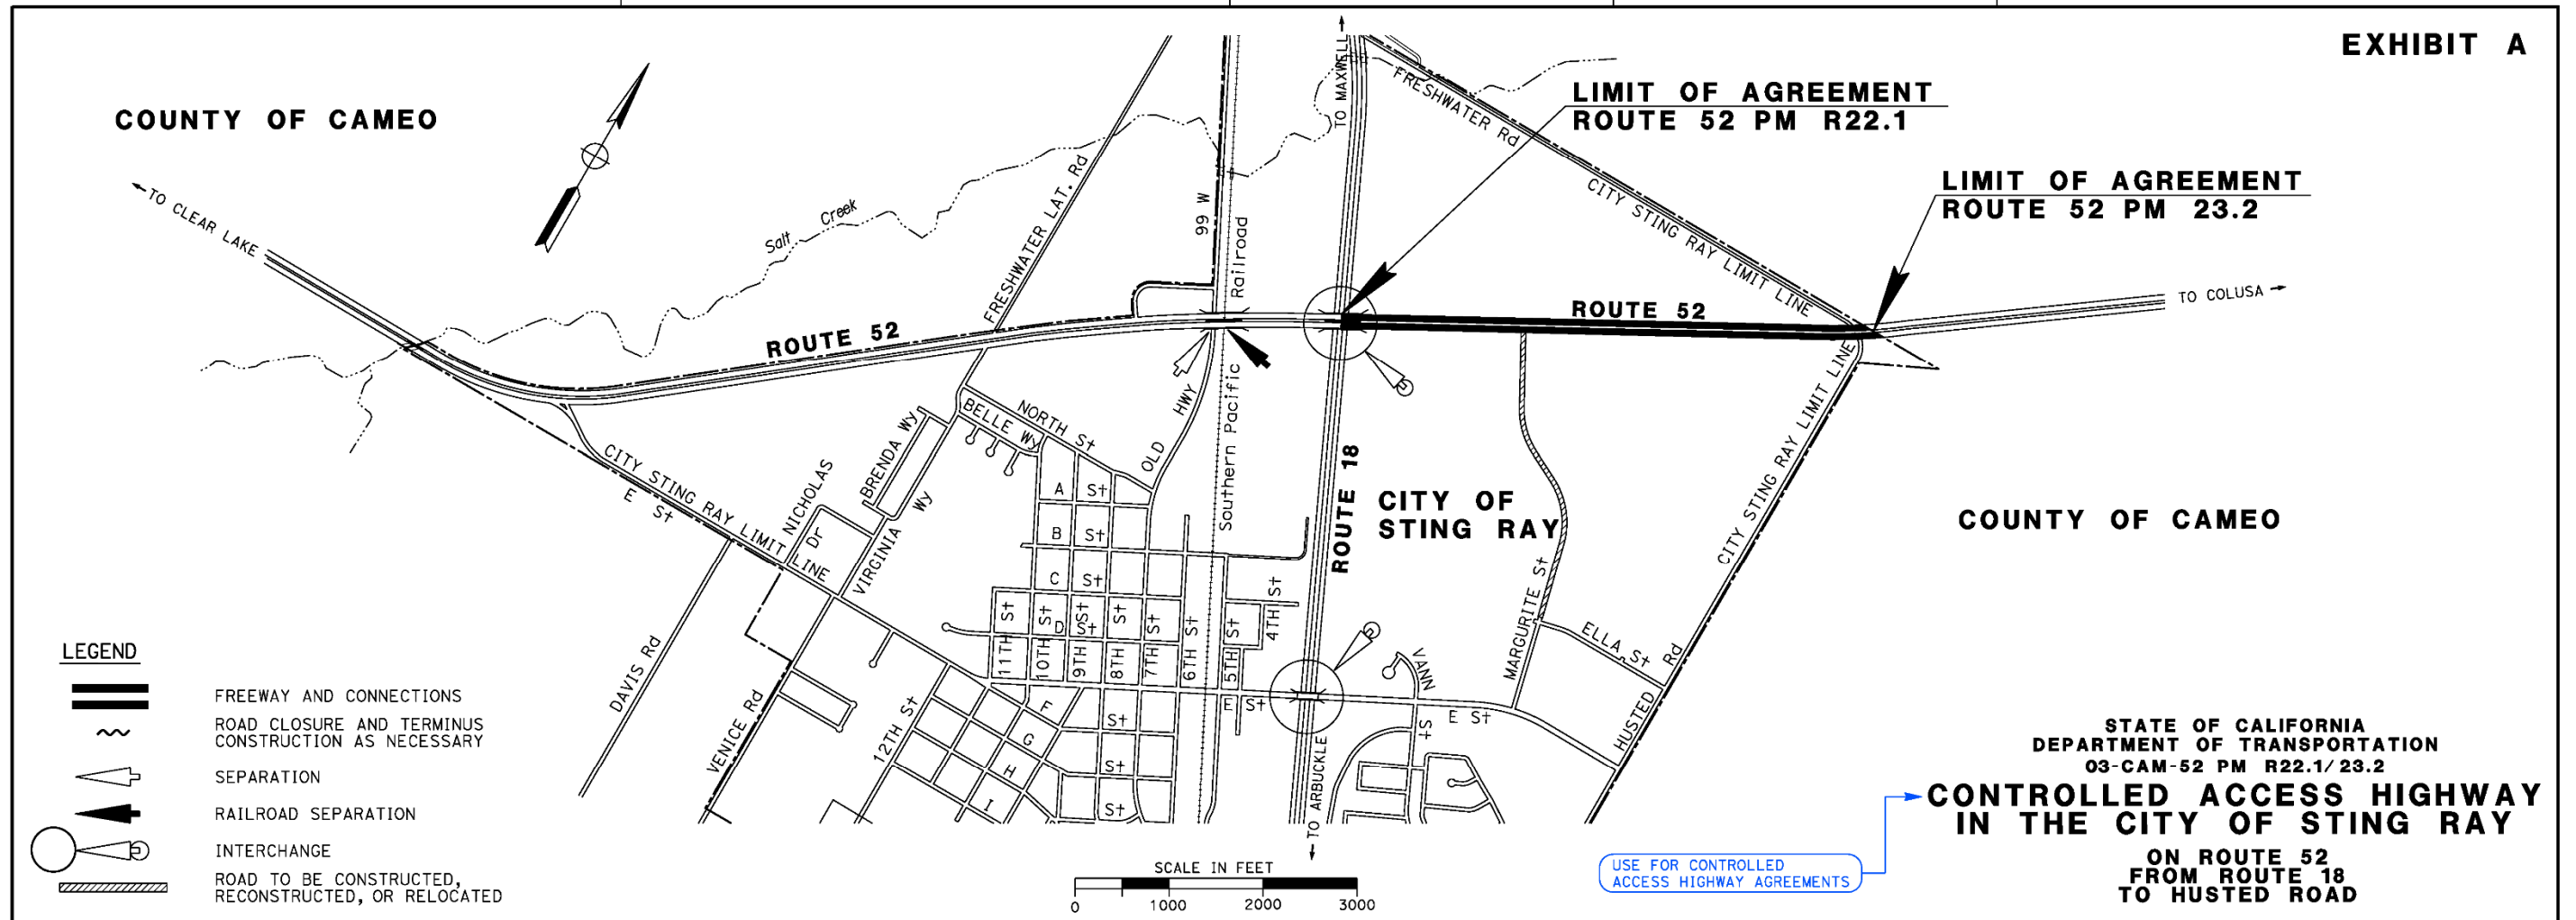 EXHIBIT A
COUNTY OF CAMEO
TO CLEAR LAKE
Salt Creek
FRESHWATER LAT. Rd
99 W
Railroad
TO MAXWELL
FRESHWATER Rd
LIMIT OF AGREEMENT
ROUTE 52 PM R22.1
CITY STING RAY LIMIT LINE
LIMIT OF AGREEMENT
ROUTE 52 PM 23.2
TO COLUSA
ROUTE 52
ROUTE 52
CITY STING RAY LIMIT LINE
E St
NICHOLAS
Dr
BRENDA Wy
VIRGINIA Wy
BELLE Wy
NORTH St
OLD HWY
Southern Pacific
ROUTE 18
CITY OF
STING RAY
CITY STING RAY LIMIT LINE
COUNTY OF CAMEO
A St
B St
C St
D St
11TH St
10TH St
9TH St
8TH St
7TH St
6TH St
5TH St
4TH St
MARGURITE St
ELLA St
HUSTED Rd
VANN
St
E St
E St
DAVIS Rd
VENICE Rd
12TH St
F St
G
H St
I St
TO ARBUCKLE
LEGEND
FREEWAY AND CONNECTIONS
ROAD CLOSURE AND TERMINUS
CONSTRUCTION AS NECESSARY
SEPARATION
RAILROAD SEPARATION
INTERCHANGE
ROAD TO BE CONSTRUCTED,
RECONSTRUCTED, OR RELOCATED
SCALE IN FEET
0 1000 2000 3000
USE FOR CONTROLLED
ACCESS HIGHWAY AGREEMENTS
STATE OF CALIFORNIA
DEPARTMENT OF TRANSPORTATION
03-CAM-52 PM R22.1/23.2
CONTROLLED ACCESS HIGHWAY
IN THE CITY OF STING RAY
ON ROUTE 52
FROM ROUTE 18
TO HUSTED ROAD